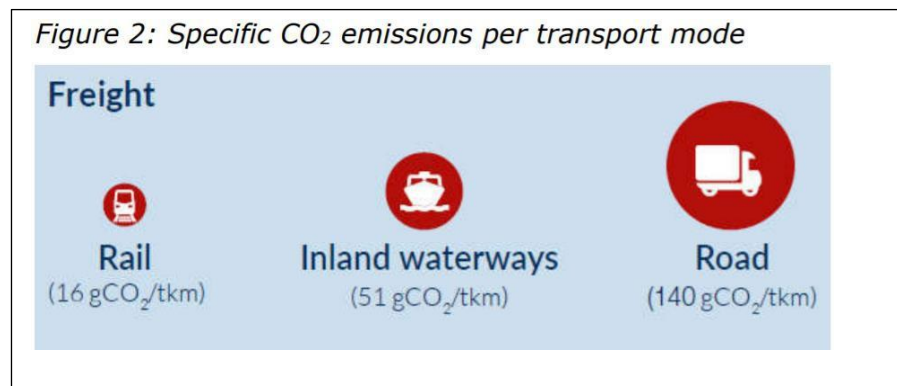 Figure 2: Specific CO₂ emissions per transport mode
Freight
Rail
(16 gCO₂/tkm)
Inland waterways
(51 gCO₂/tkm)
Road
(140 gCO₂/tkm)